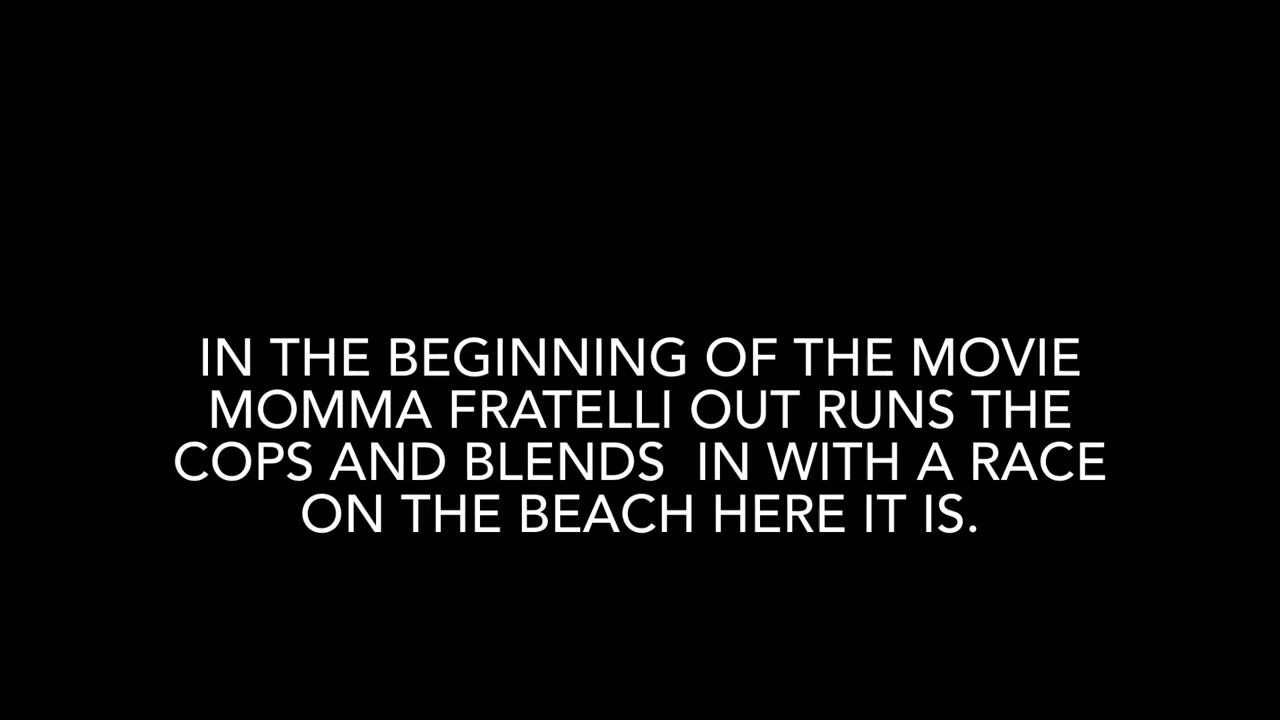 IN THE BEGINNING OF THE MOVIE
MOMMA FRATELLI OUT RUNS THE
COPS AND BLENDS  IN WITH A RACE
ON THE BEACH HERE IT IS.